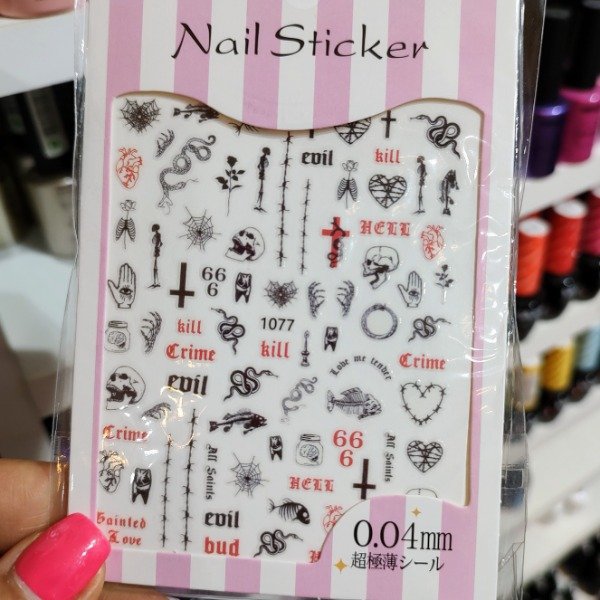 Nail Sticker
evil
kill
HELL
66
6
kill
1077
Crime
kill
Love me tender
Crime
evil
Crime
All Saints
66
6
All Saints
HELL
Sainted
Love
evil
bud
0.04mm
超極薄シール